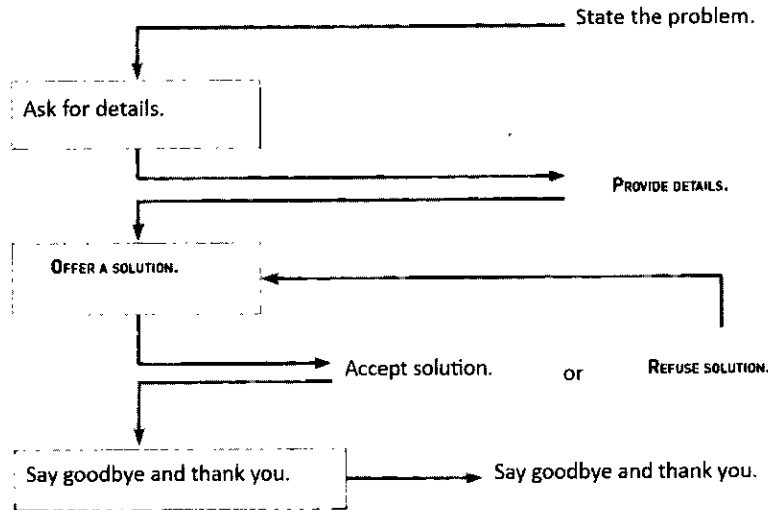 State the problem.
Ask for details.
PROVIDE DETAILS.
OFFER A SOLUTION.
Accept solution. or REFUSE SOLUTION.
Say goodbye and thank you. Say goodbye and thank you.